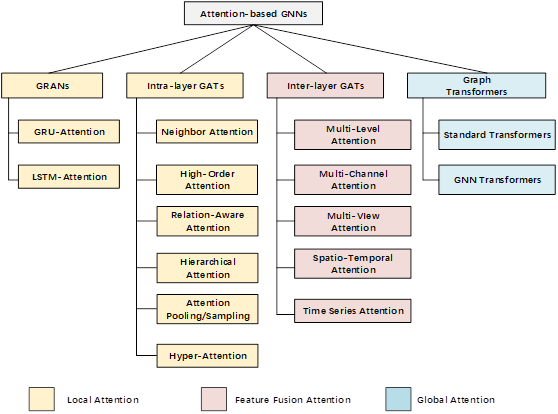 Attention-based GNNs
GRANs
Intra-layer GATs
Inter-layer GATs
Graph
Transformers
GRU-Attention
LSTM-Attention
Neighbor Attention
High-Order
Attention
Relation-Aware
Attention
Hierarchical
Attention
Attention
Pooling/Sampling
Hyper-Attention
Multi-Level
Attention
Multi-Channel
Attention
Multi-VIew
Attention
Spatio-Temporal
Attention
Time Series Attention
Standard Transformers
GNN Transformers
Local Attention
Feature Fusion Attention
Global Attention